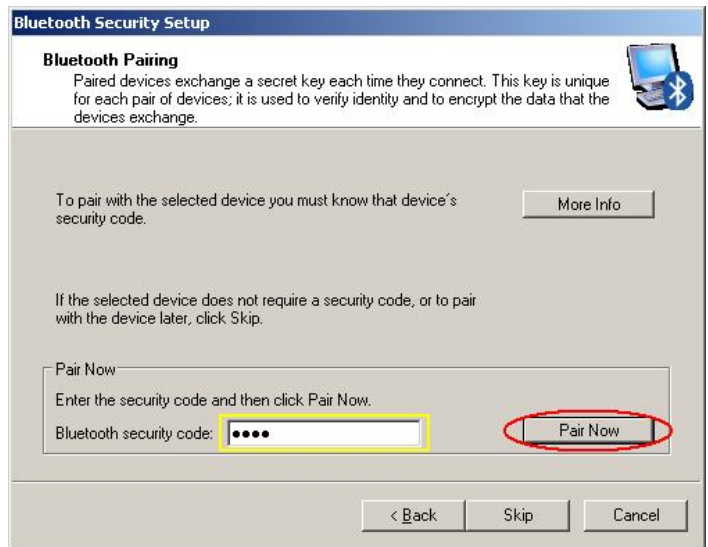 Bluetooth Security Setup
Bluetooth Pairing
Paired devices exchange a secret key each time they connect. This key is unique
for each pair of devices; it is used to verify identity and to encrypt the data that the
devices exchange.
To pair with the selected device you must know that device´s
security code.
More Info
If the selected device does not require a security code, or to pair
with the device later, click Skip.
Pair Now
Enter the security code and then click Pair Now.
Bluetooth security code: ●●●●
Pair Now
< Back
Skip
Cancel